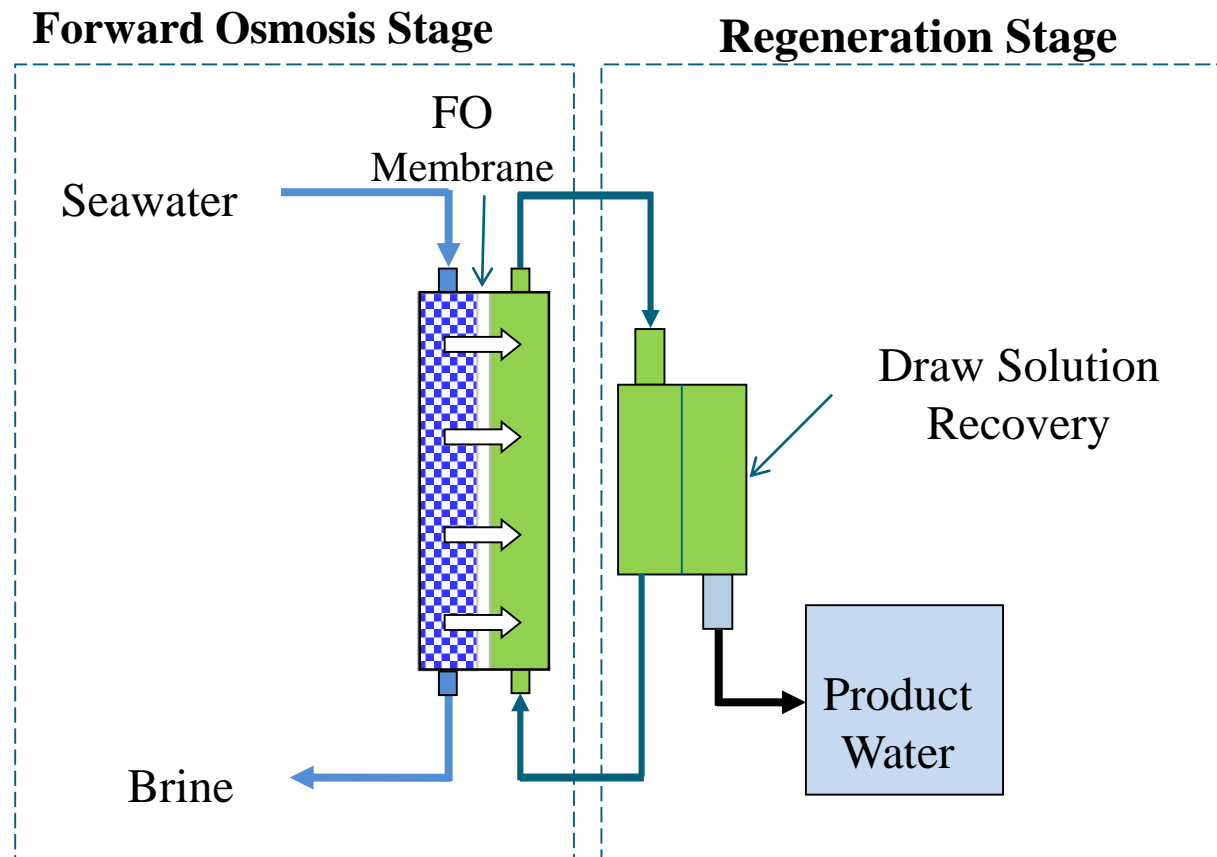 Forward Osmosis Stage
Regeneration Stage
FO
Membrane
Seawater
Draw Solution
Recovery
Product
Water
Brine